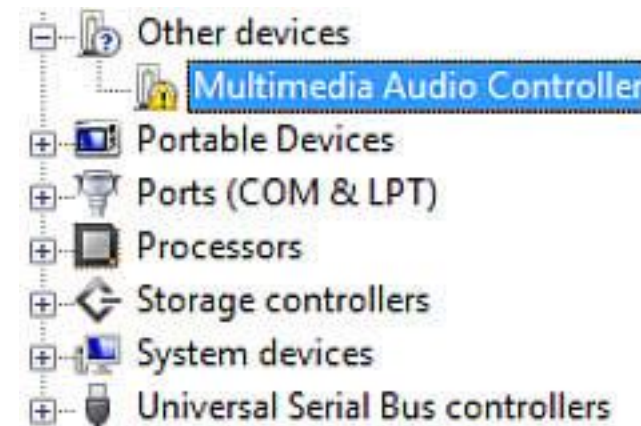 Other devices
Multimedia Audio Controller
Portable Devices
Ports (COM & LPT)
Processors
Storage controllers
System devices
Universal Serial Bus controllers